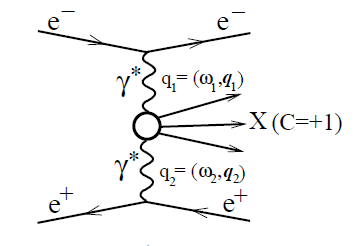 e⁻ e⁻
γ* q₁= (ω₁,q₁)
X (C=+1)
γ* q₂= (ω₂,q₂)
e⁺ e⁺